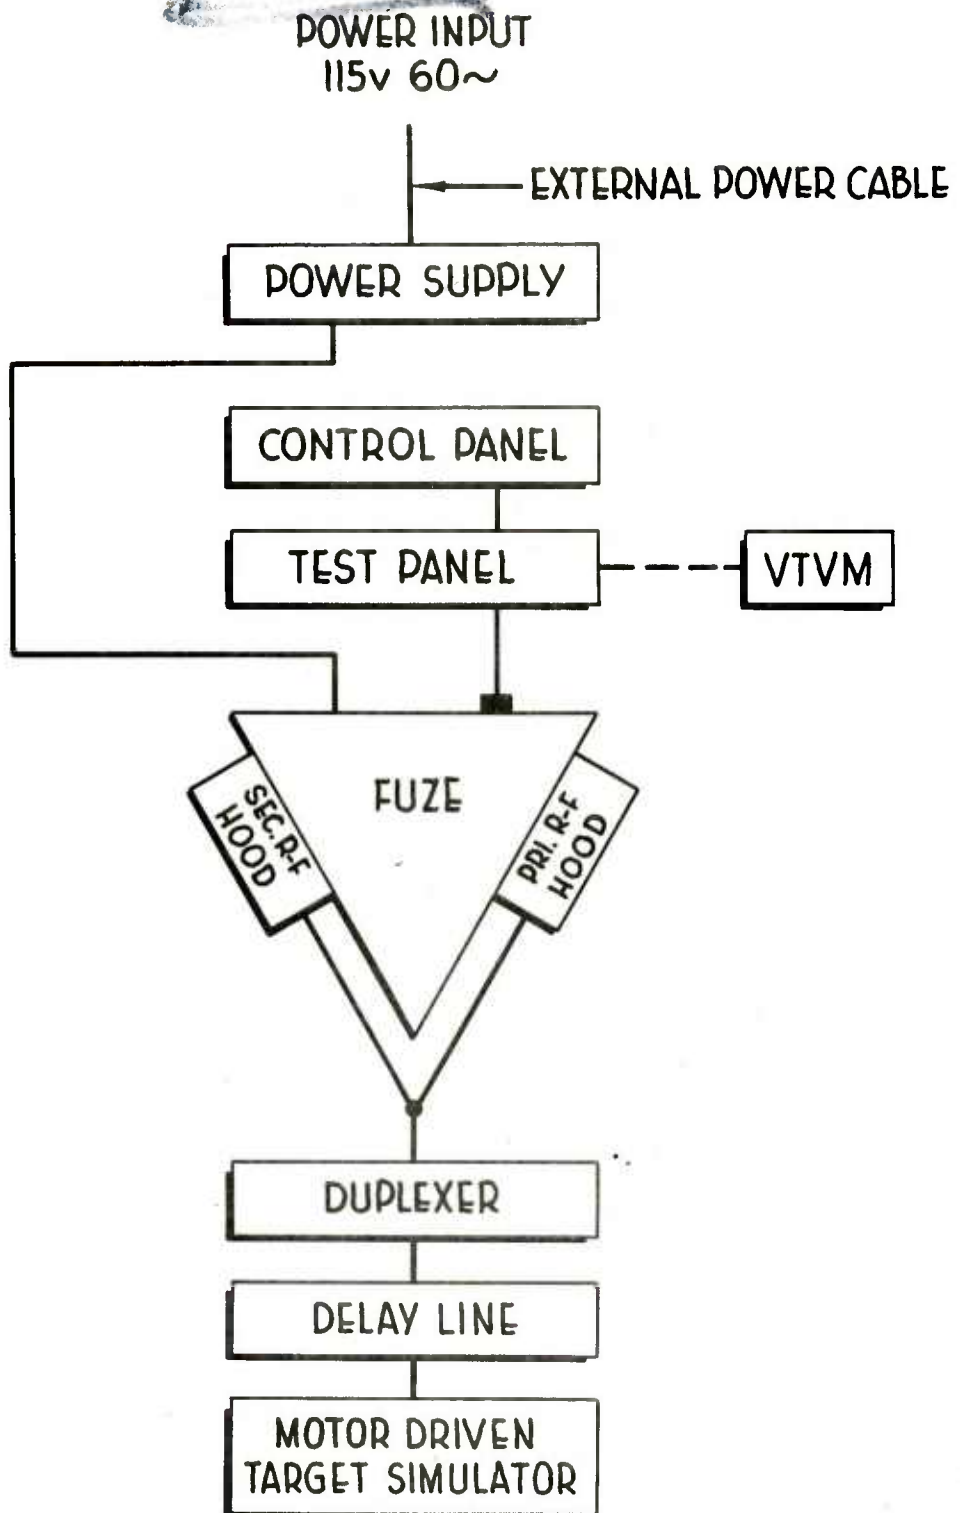 POWER INPUT
115v 60~
EXTERNAL POWER CABLE
POWER SUPPLY
CONTROL PANEL
TEST PANEL
VTVM
FUZE
SEC. R-F
HOOD
PRI. R-F
HOOD
DUPLEXER
DELAY LINE
MOTOR DRIVEN
TARGET SIMULATOR